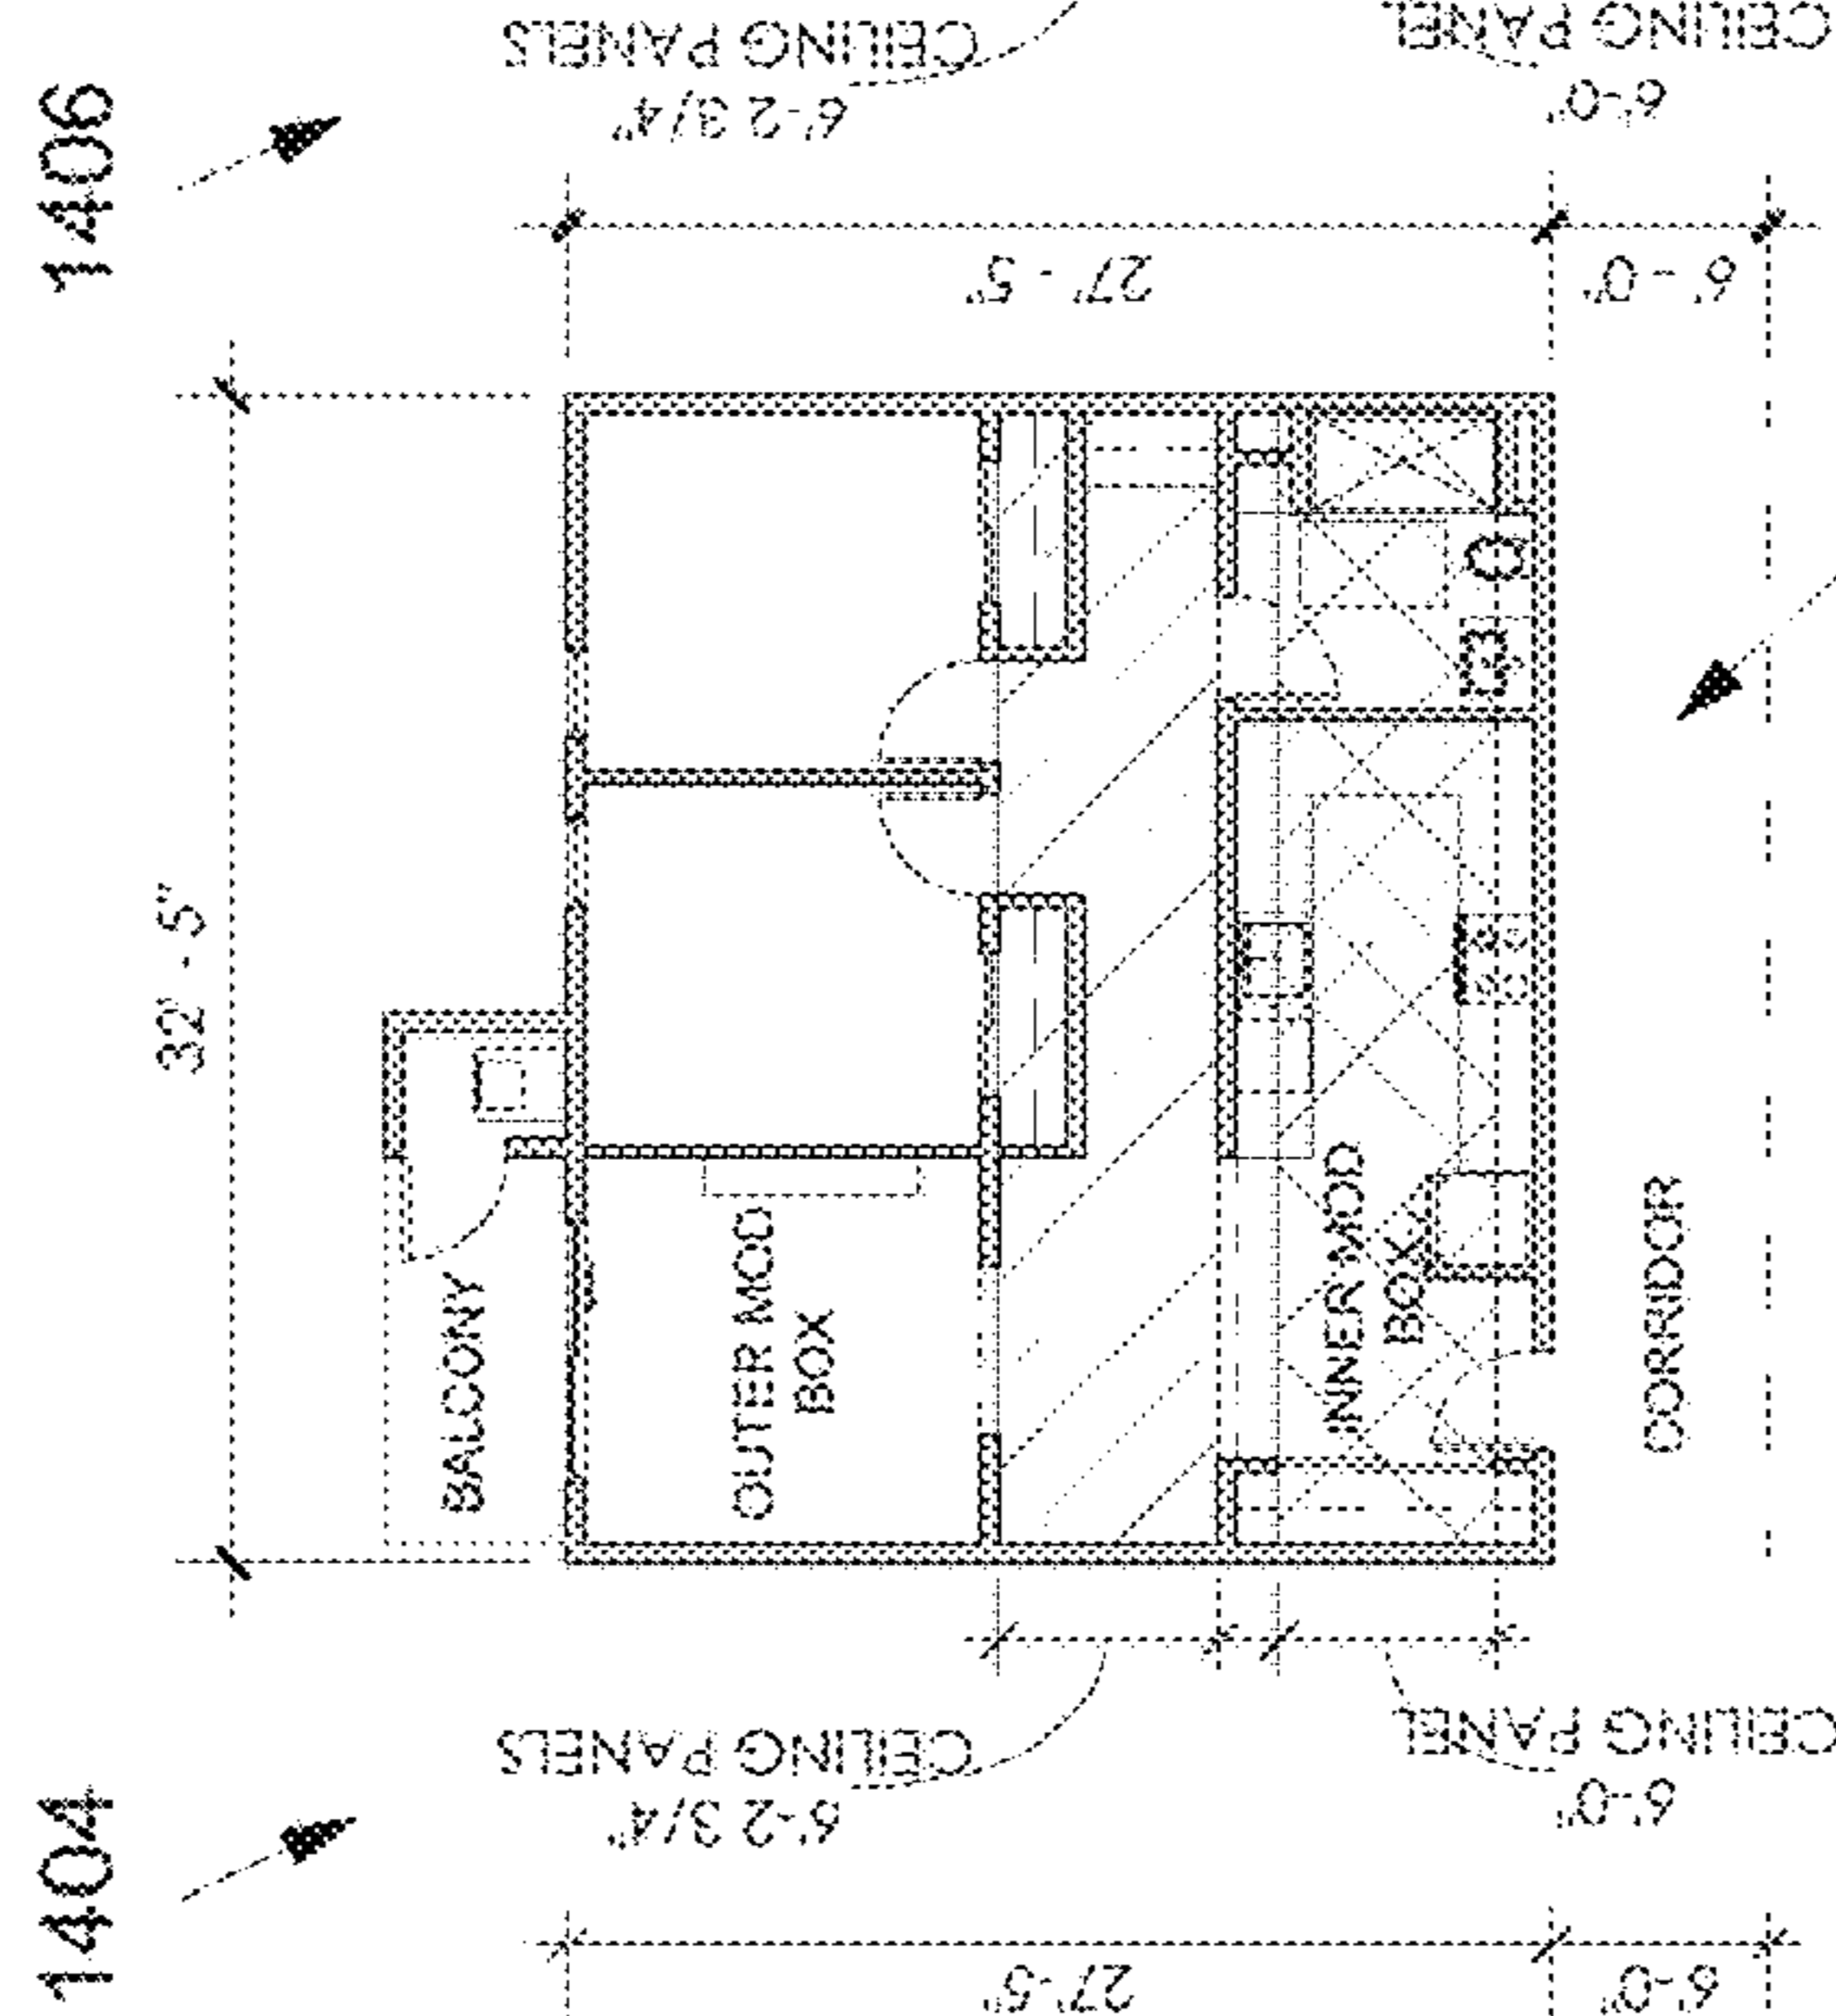 1406
6'-2 3/4"
CEILING PANELS
6'-0"
CEILING PANEL
27' - 5"
6' - 0"
32' - 5"
BALCONY
OUTER MOD
BOX
INNER MOD
BOX
CORRIDOR
1404
6'-2 3/4"
CEILING PANELS
6'-0"
CEILING PANEL
27'-5"
6'-0"